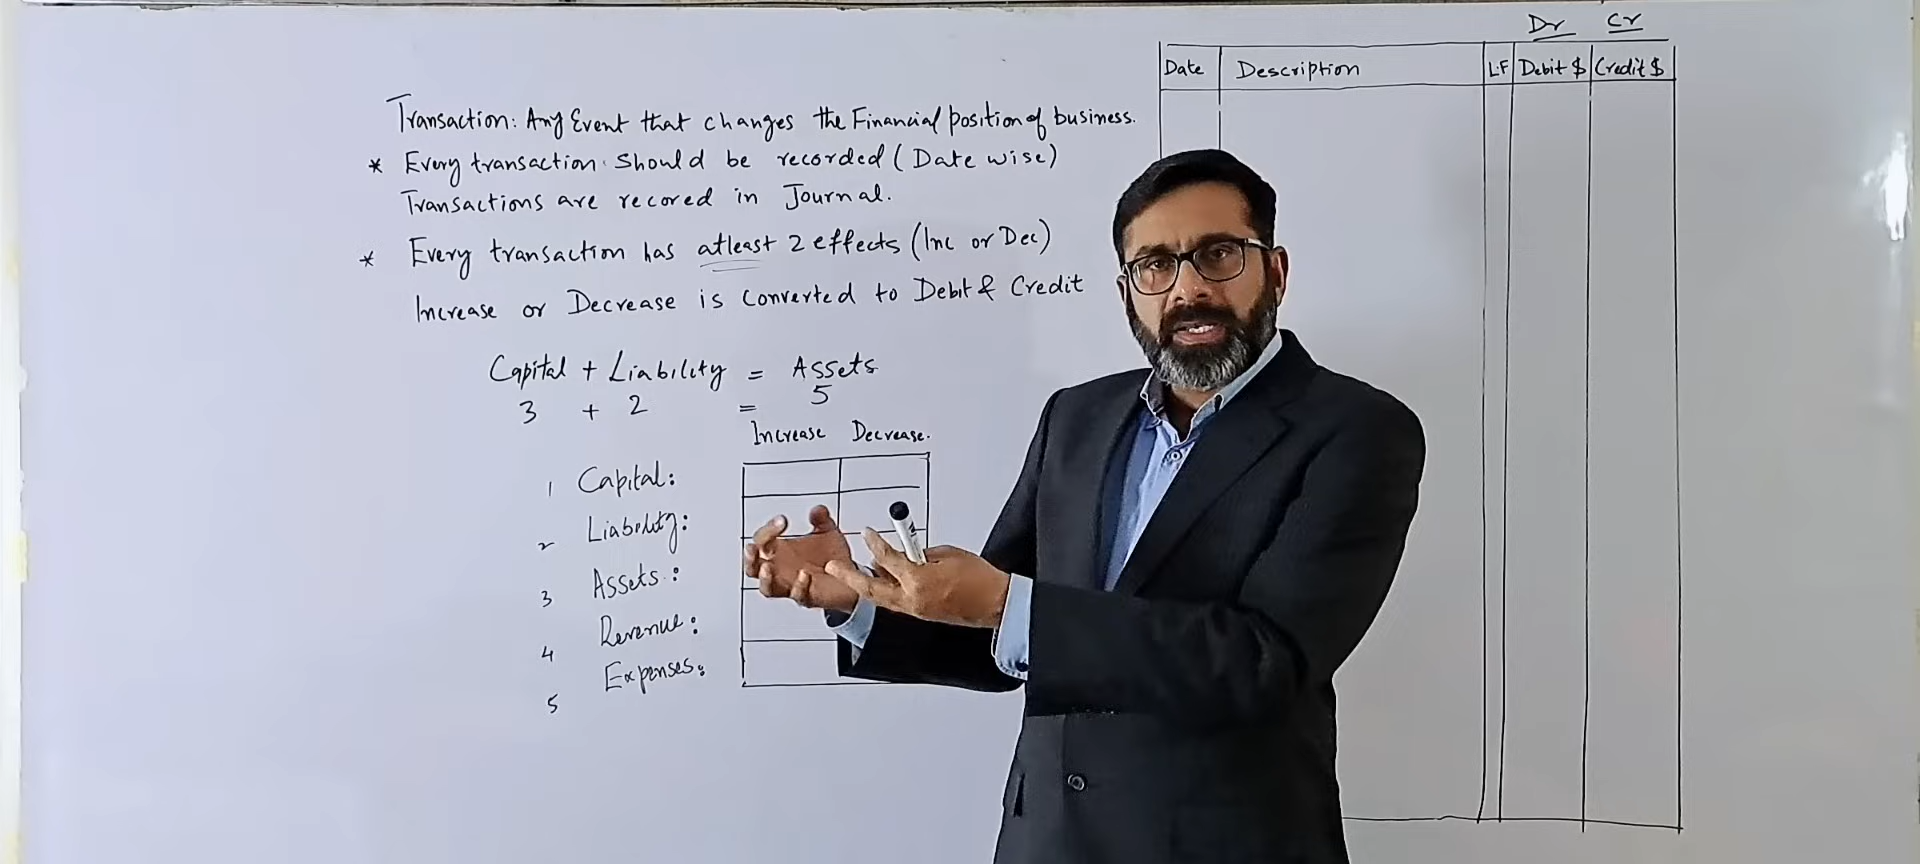 Transaction: Any Event that changes the Financial position of business.
* Every transaction should be recorded (Date wise)
Transactions are recored in Journal.
* Every transaction has atleast 2 effects (Inc or Dec)
Increase or Decrease is converted to Debit & Credit
Capital + Liability = Assets
3 + 2 = 5
Increase Decrease.
1 Capital:
2 Liability:
3 Assets:
4 Revenue:
5 Expenses:
Dr Cr
Date Description L.F Debit $ Credit $